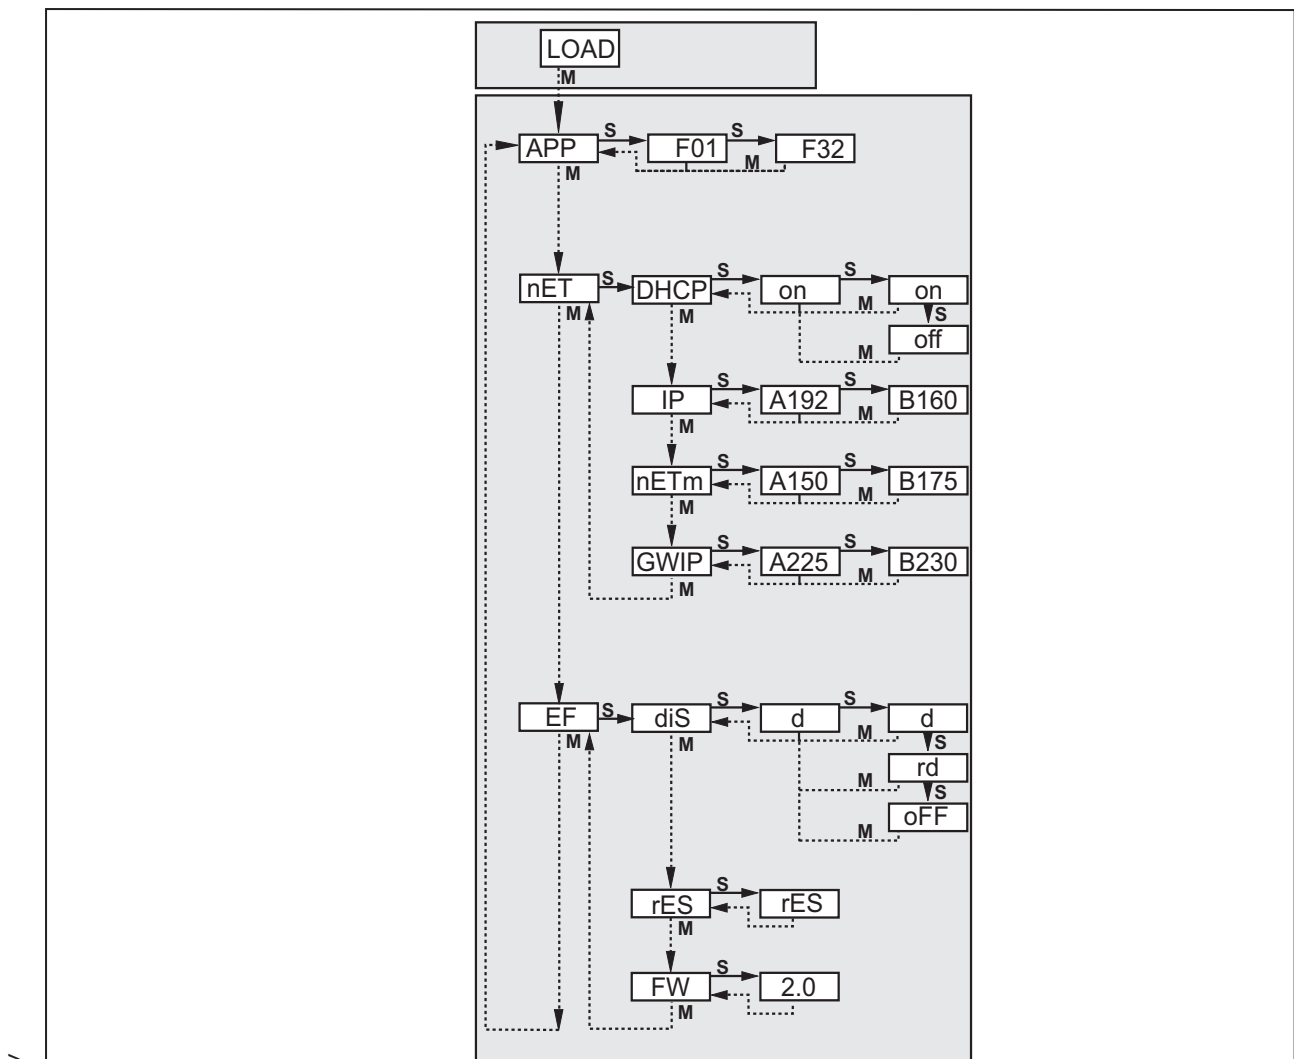 LOAD
M
S S
APP F01 F32
M
M
S S S
nET DHCP on on
M
M M S
off
M
S S
IP A192 B160
M
M
S S
nETm A150 B175
M
M
S S
GWIP A225 B230
M
M
S S S
EF diS d d
M
M M S
rd
M
S
oFF
M
S
rES rES
M
S
FW 2.0
M